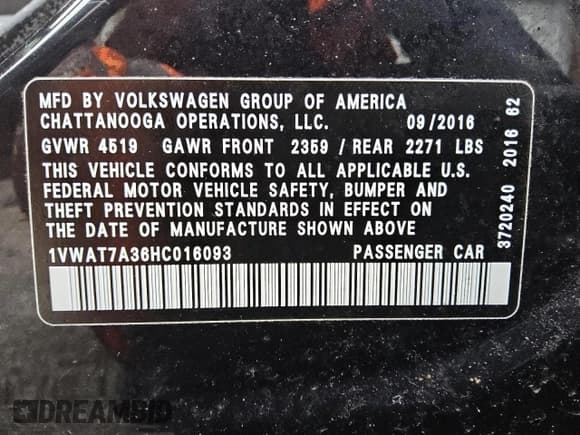 MFD BY VOLKSWAGEN GROUP OF AMERICA
CHATTANOOGA OPERATIONS, LLC. 09/2016
GVWR 4519 GAWR FRONT 2359 / REAR 2271 LBS
THIS VEHICLE CONFORMS TO ALL APPLICABLE U.S.
FEDERAL MOTOR VEHICLE SAFETY, BUMPER AND
THEFT PREVENTION STANDARDS IN EFFECT ON
THE DATE OF MANUFACTURE SHOWN ABOVE
1VWAT7A36HC016093 PASSENGER CAR
3720240 2016 62
DREAMBID